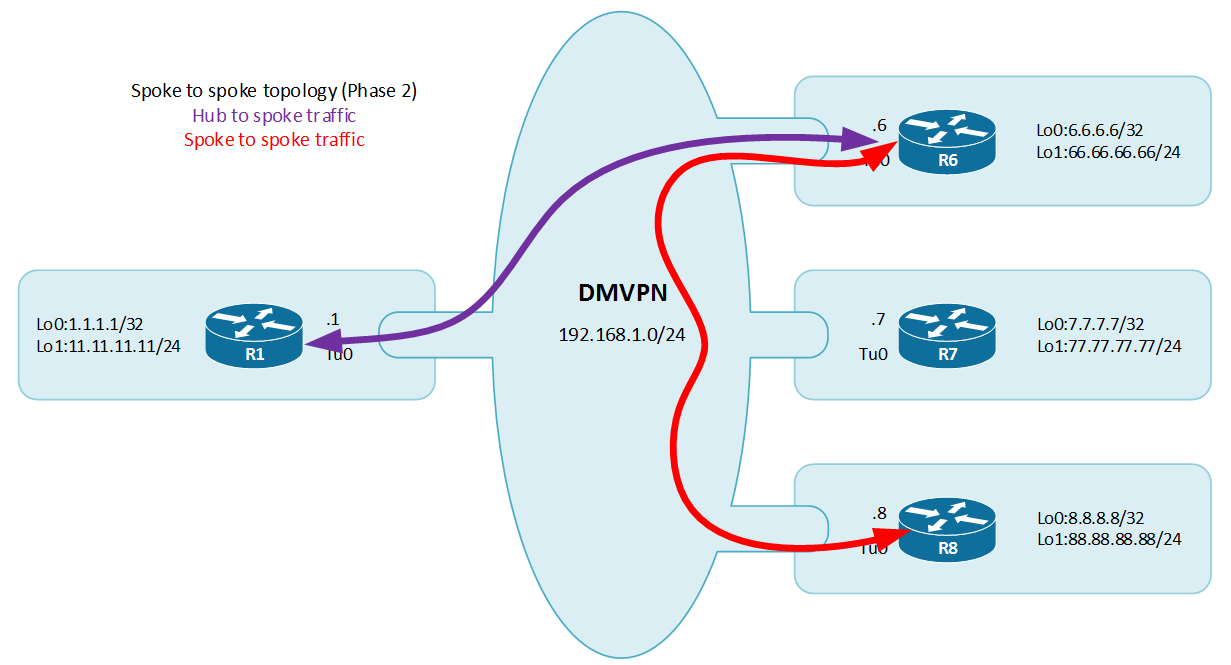 Spoke to spoke topology (Phase 2)
Hub to spoke traffic
Spoke to spoke traffic
.6
R6
Lo0:6.6.6.6/32
Lo1:66.66.66.66/24
DMVPN
192.168.1.0/24
Lo0:1.1.1.1/32
Lo1:11.11.11.11/24
R1
.1
Tu0
.7
Tu0
R7
Lo0:7.7.7.7/32
Lo1:77.77.77.77/24
.8
Tu0
R8
Lo0:8.8.8.8/32
Lo1:88.88.88.88/24